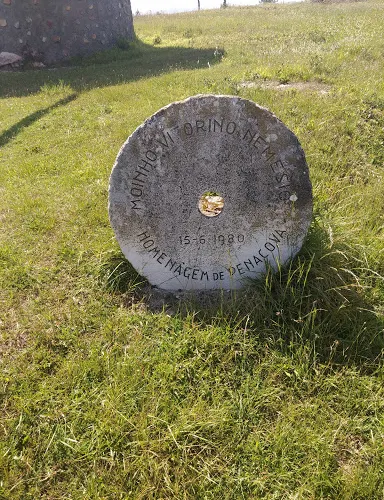 MOINHO VITORINO NEMÉSIO
15-6-1980
HOMENAGEM DE PENACOVA